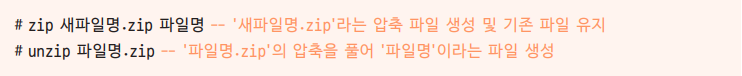 # zip 새파일명.zip 파일명 -- '새파일명.zip'라는 압축 파일 생성 및 기존 파일 유지
# unzip 파일명.zip -- '파일명.zip'의 압축을 풀어 '파일명'이라는 파일 생성